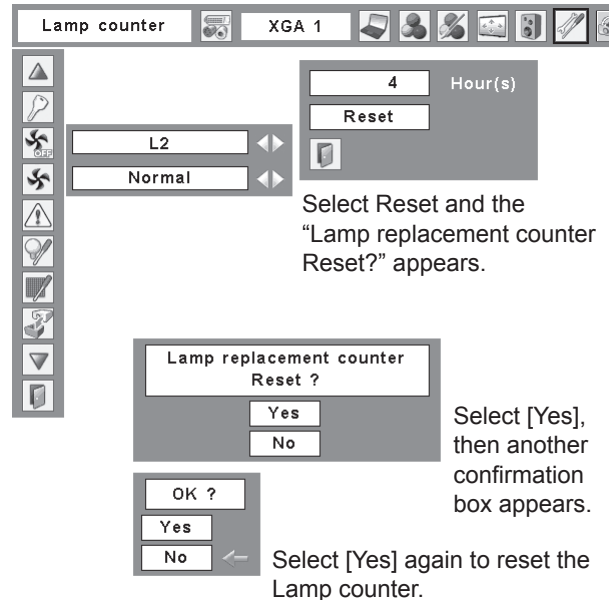 Lamp counter
XGA 1
4 Hour(s)
Reset
OFF
L2
Normal
Select Reset and the
“Lamp replacement counter
Reset?” appears.
Lamp replacement counter
Reset ?
Yes
No
Select [Yes],
then another
confirmation
box appears.
OK ?
Yes
No
Select [Yes] again to reset the
Lamp counter.